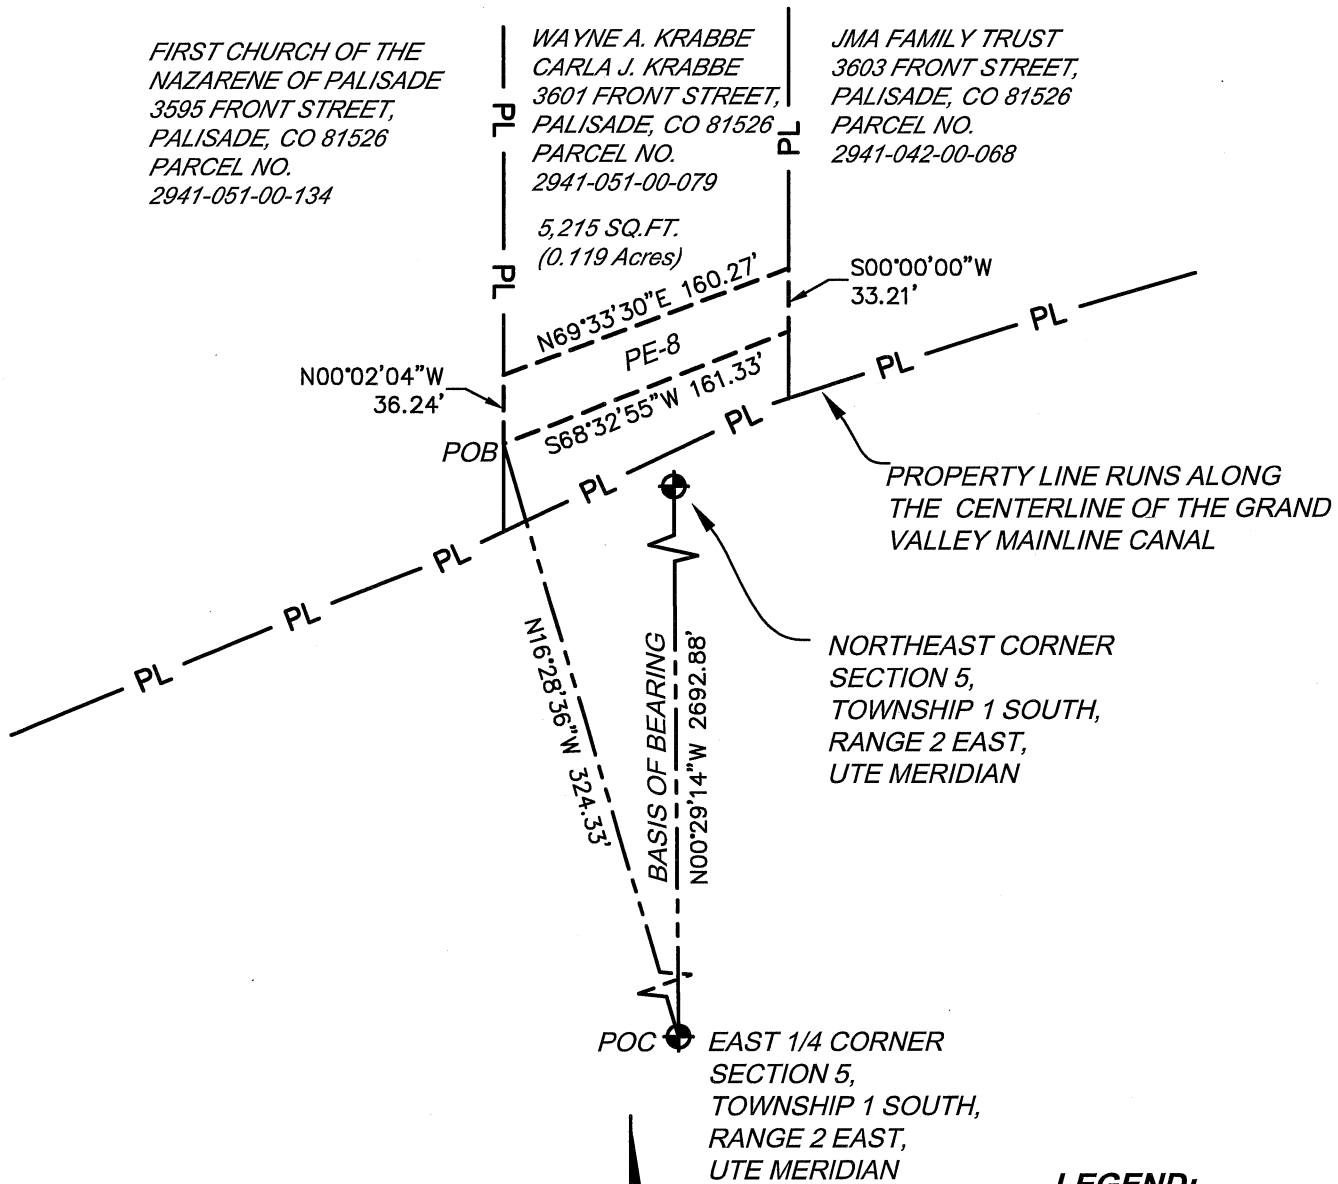 FIRST CHURCH OF THE
NAZARENE OF PALISADE
3595 FRONT STREET,
PALISADE, CO 81526
PARCEL NO.
2941-051-00-134
WAYNE A. KRABBE
CARLA J. KRABBE
3601 FRONT STREET,
PALISADE, CO 81526
PARCEL NO.
2941-051-00-079
5,215 SQ.FT.
(0.119 Acres)
JMA FAMILY TRUST
3603 FRONT STREET,
PALISADE, CO 81526
PARCEL NO.
2941-042-00-068
PL
PL
PL
N69°33'30"E 160.27'
S00°00'00"W
33.21'
PE-8
N00°02'04"W
36.24'
S68°32'55"W 161.33'
POB
PL
PL
PL
PL
PL
PL
PL
PROPERTY LINE RUNS ALONG
THE CENTERLINE OF THE GRAND
VALLEY MAINLINE CANAL
N16°28'36"W 324.33'
BASIS OF BEARING
N00°29'14"W 2692.88'
NORTHEAST CORNER
SECTION 5,
TOWNSHIP 1 SOUTH,
RANGE 2 EAST,
UTE MERIDIAN
POC
EAST 1/4 CORNER
SECTION 5,
TOWNSHIP 1 SOUTH,
RANGE 2 EAST,
UTE MERIDIAN
LEGEND: